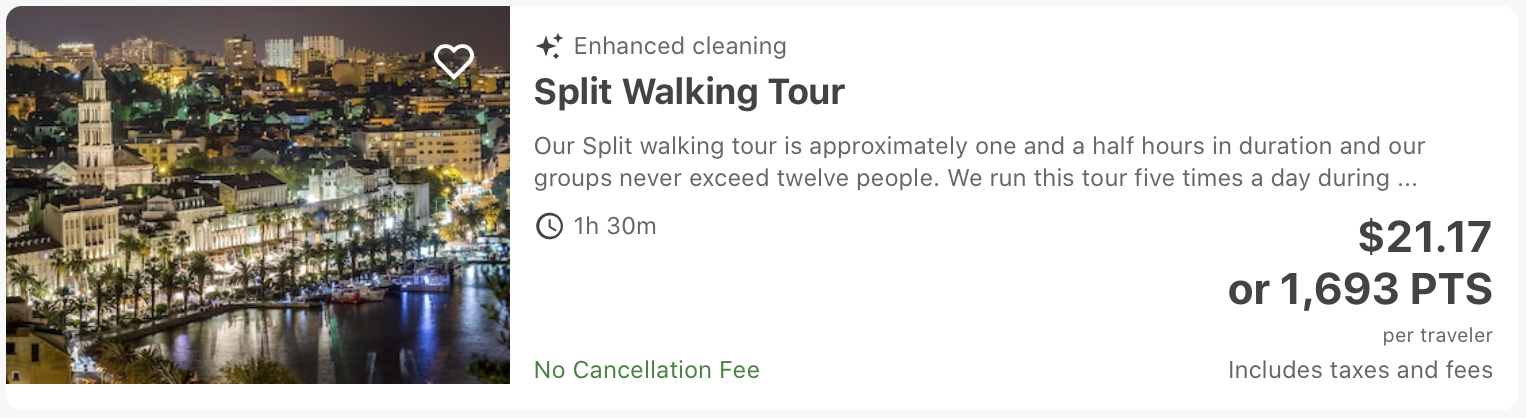 Enhanced cleaning
Split Walking Tour
Our Split walking tour is approximately one and a half hours in duration and our
groups never exceed twelve people. We run this tour five times a day during ...
1h 30m
$21.17
or 1,693 PTS
per traveler
No Cancellation Fee
Includes taxes and fees